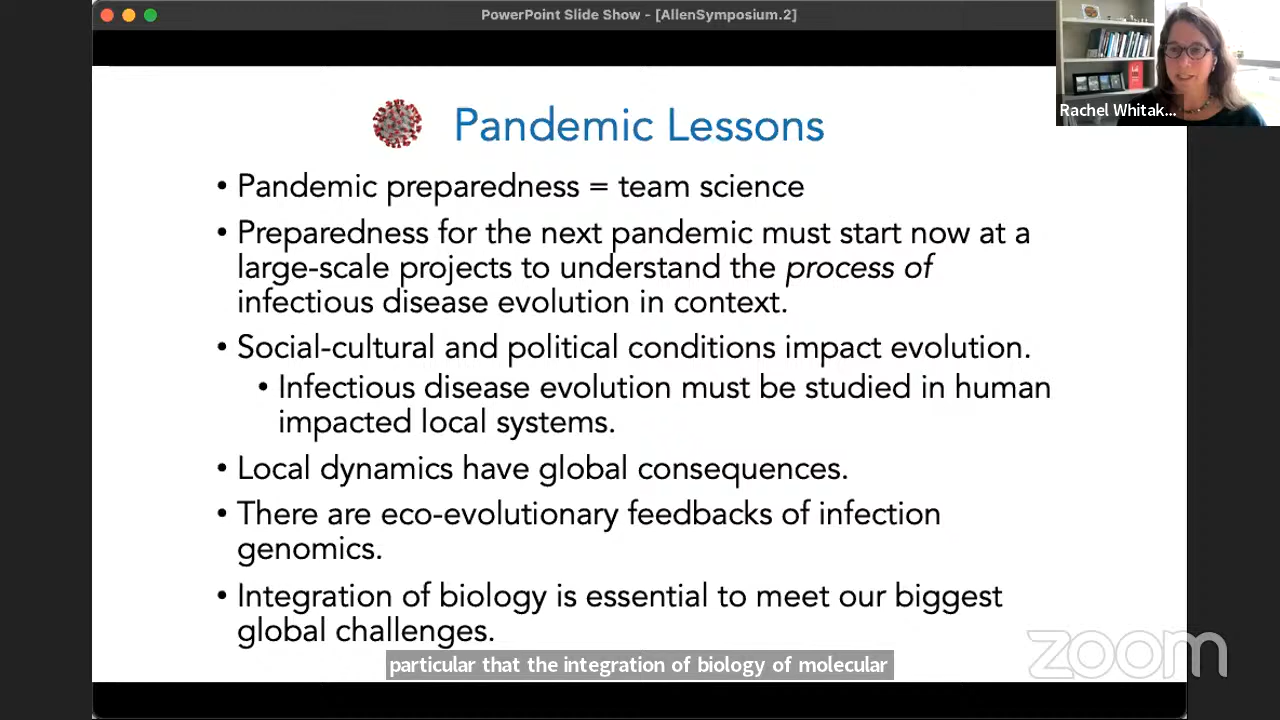 PowerPoint Slide Show - [AllenSymposium.2]
Rachel Whitak...
Pandemic Lessons
• Pandemic preparedness = team science
• Preparedness for the next pandemic must start now at a
large-scale projects to understand the process of
infectious disease evolution in context.
• Social-cultural and political conditions impact evolution.
• Infectious disease evolution must be studied in human
impacted local systems.
• Local dynamics have global consequences.
• There are eco-evolutionary feedbacks of infection
genomics.
• Integration of biology is essential to meet our biggest
global challenges.
particular that the integration of biology of molecular
zoom